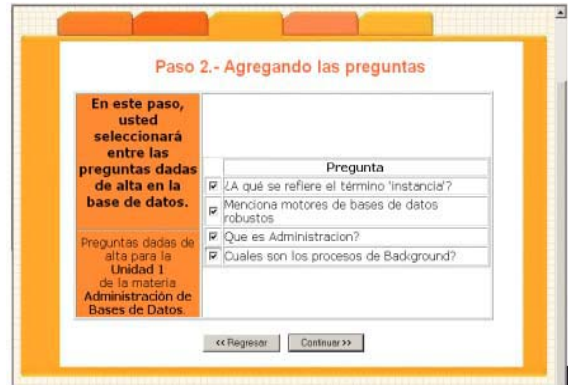 Paso 2.- Agregando las preguntas
En este paso,
usted
seleccionará
entre las
preguntas dadas
de alta en la
base de datos.
Preguntas dadas de
alta para la
Unidad 1
de la materia
Administración de
Bases de Datos.
Pregunta
¿A qué se refiere el término 'instancia'?
Menciona motores de bases de datos
robustos
Que es Administracion?
Cuales son los procesos de Background?
<< Regresar
Continuar >>